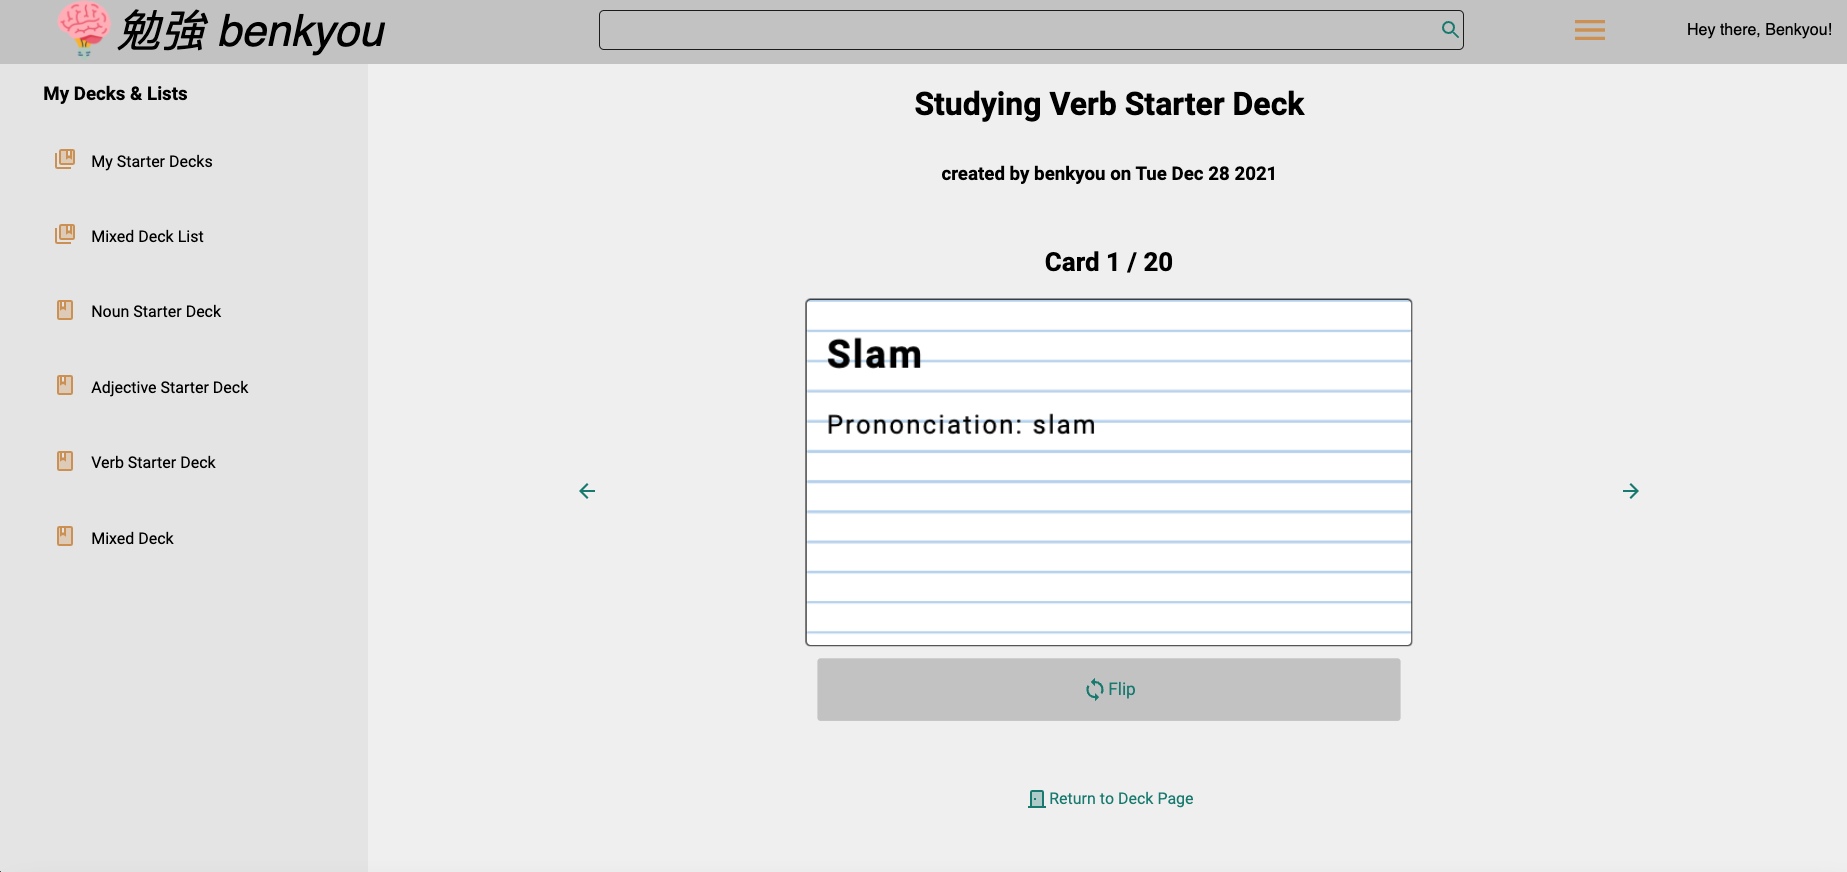 勉強 benkyou
Hey there, Benkyou!
My Decks & Lists
My Starter Decks
Mixed Deck List
Noun Starter Deck
Adjective Starter Deck
Verb Starter Deck
Mixed Deck
Studying Verb Starter Deck
created by benkyou on Tue Dec 28 2021
Card 1 / 20
Slam
Prononciation: slam
Flip
Return to Deck Page